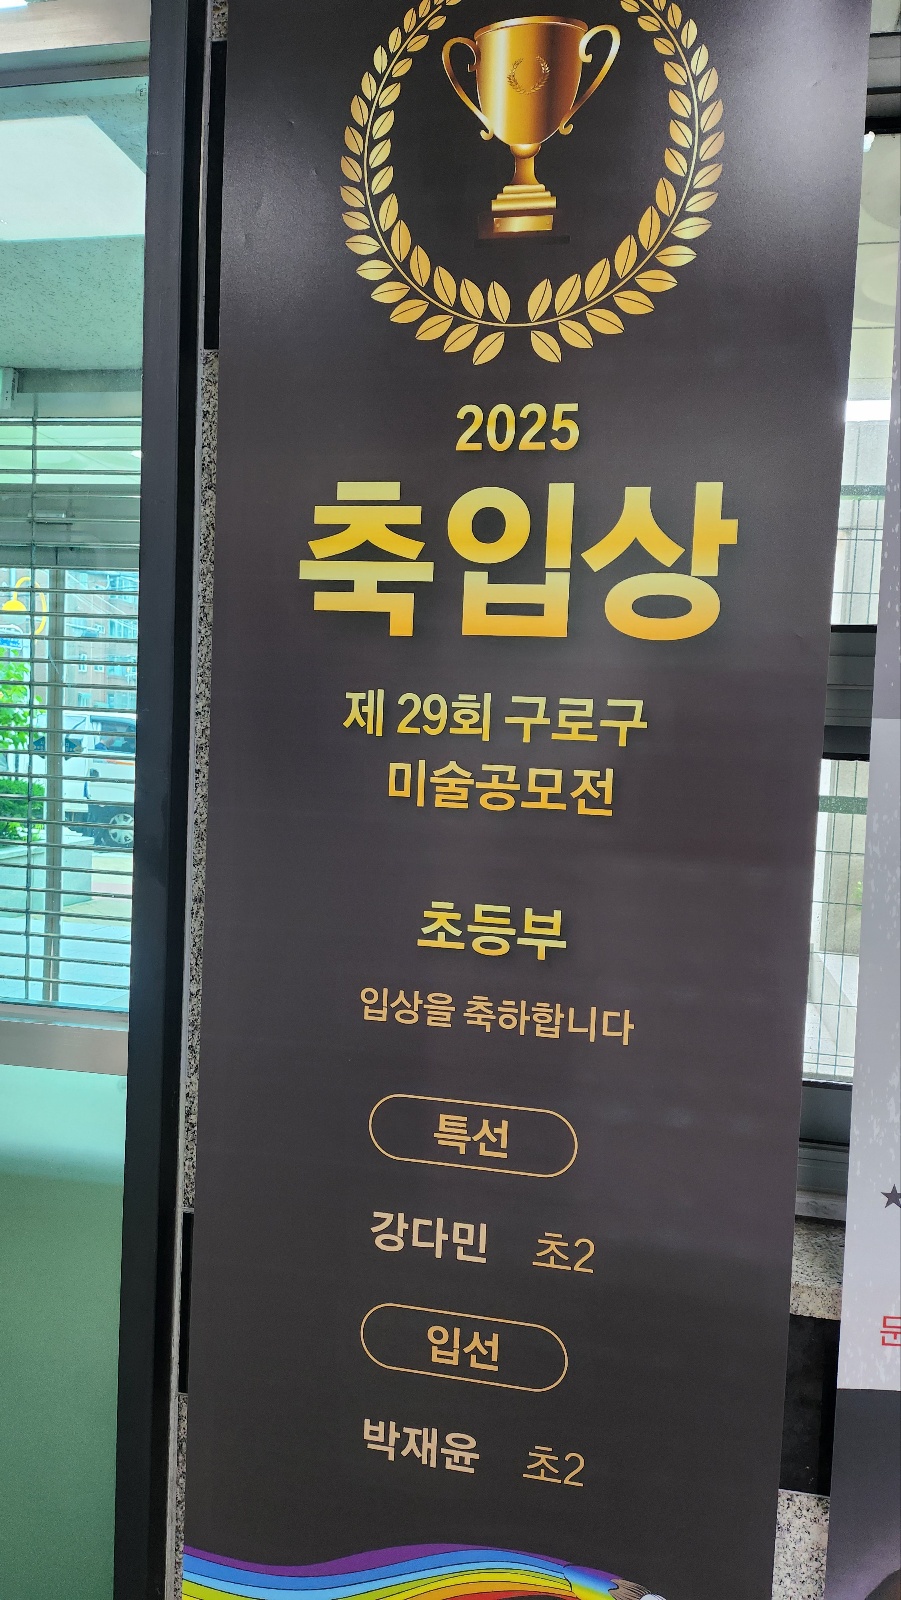 2025
축입상
제 29회 구로구
미술공모전
초등부
입상을 축하합니다
특선
강다민 초2
입선
박재윤 초2